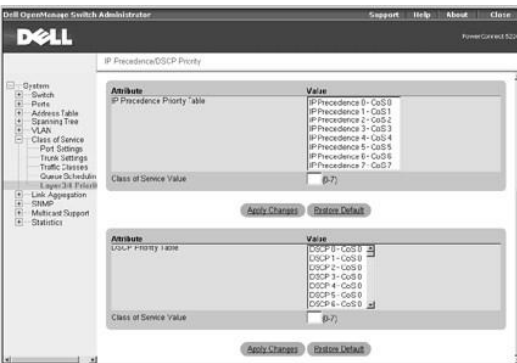 Dell OpenManage Switch Administrator
Support Help About Close
DELL
PowerConnect 522
IP Precedence/DSCP Priority
System
Switch
Ports
Address Table
Spanning Tree
VLAN
Class of Service
Port Settings
Trunk Settings
Traffic Classes
Queue Schedulin
Layer 3/4 Priorit
Link Aggregation
SNMP
Multicast Support
Statistics
Attribute Value
IP Precedence Priority Table
IP Precedence 0 - CoS 0
IP Precedence 1 - CoS 1
IP Precedence 2 - CoS 2
IP Precedence 3 - CoS 3
IP Precedence 4 - CoS 4
IP Precedence 5 - CoS 5
IP Precedence 6 - CoS 6
IP Precedence 7 - CoS 7
Class of Service Value (0-7)
Apply Changes Restore Default
Attribute Value
DSCP Priority Table
DSCP 0 - CoS 0
DSCP 1 - CoS 0
DSCP 2 - CoS 0
DSCP 3 - CoS 0
DSCP 4 - CoS 0
DSCP 5 - CoS 0
DSCP 6 - CoS 0
Class of Service Value (0-7)
Apply Changes Restore Default